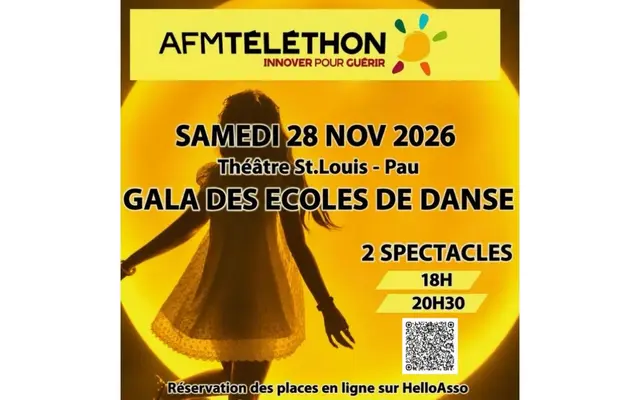 AFMTÉLÉTHON
INNOVER POUR GUÉRIR
SAMEDI 28 NOV 2026
Théâtre St.Louis - Pau
GALA DES ECOLES DE DANSE
2 SPECTACLES
18H
20H30
Réservation des places en ligne sur HelloAsso